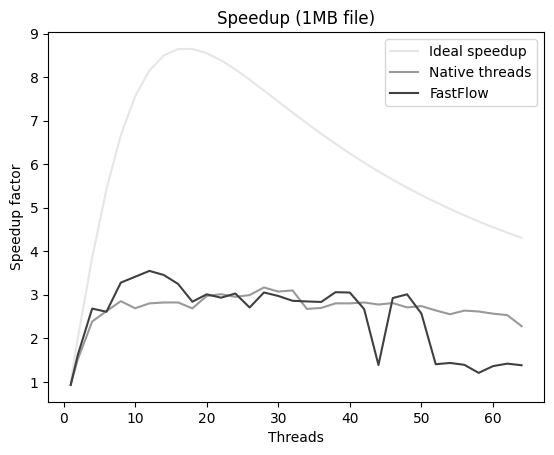 Speedup (1MB file)
9
8
7
6
5
4
3
2
1
Speedup factor
Ideal speedup
Native threads
FastFlow
0
10
20
30
40
50
60
Threads